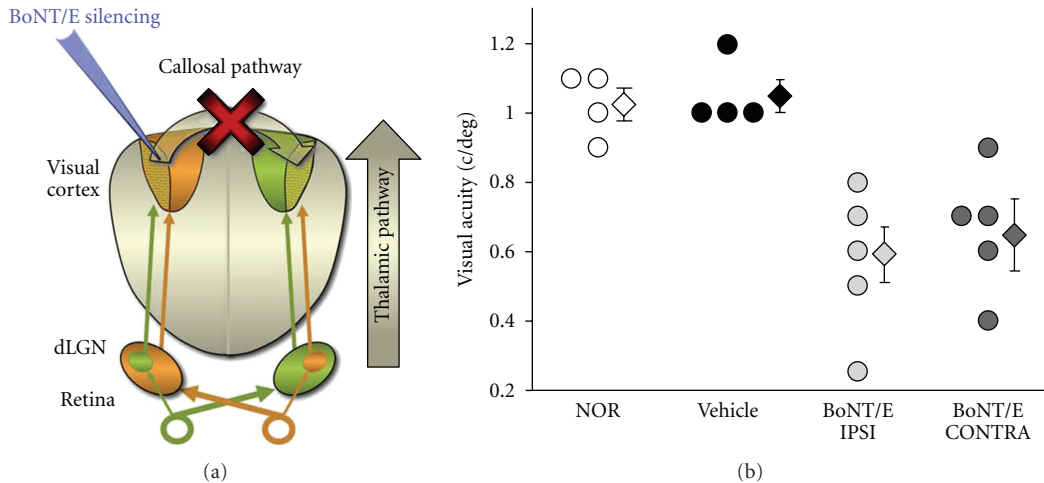 BoNT/E silencing
Callosal pathway
Visual
cortex
Thalamic pathway
dLGN
Retina
(a)
Visual acuity (c/deg)
1.2
1
0.8
0.6
0.4
0.2
NOR
Vehicle
BoNT/E
IPSI
BoNT/E
CONTRA
(b)